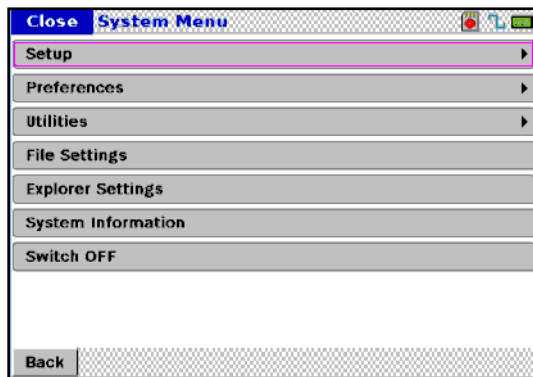 Close System Menu
Setup
Preferences
Utilities
File Settings
Explorer Settings
System Information
Switch OFF
Back